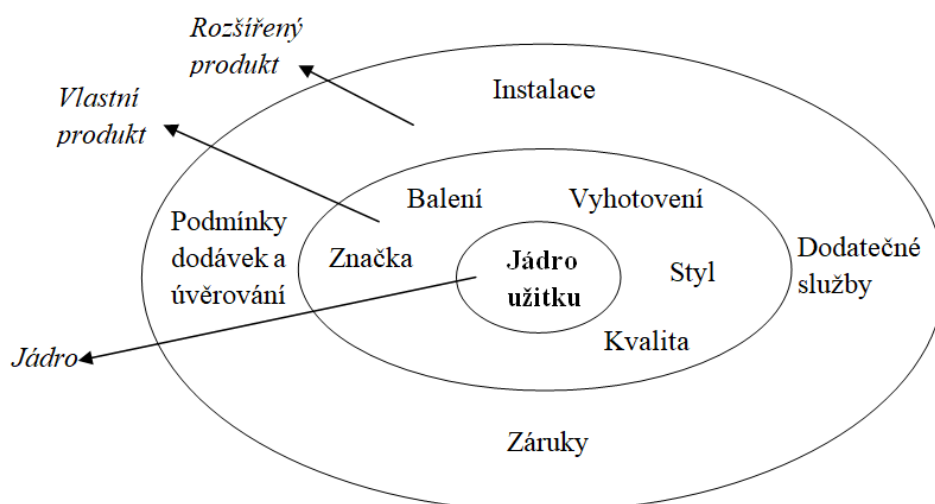 Rozšířený
produkt
Instalace
Vlastní
produkt
Balení
Vyhotovení
Podmínky
dodávek a
úvěrování
Značka
Jádro
užitku
Styl
Dodatečné
služby
Kvalita
Jádro
Záruky